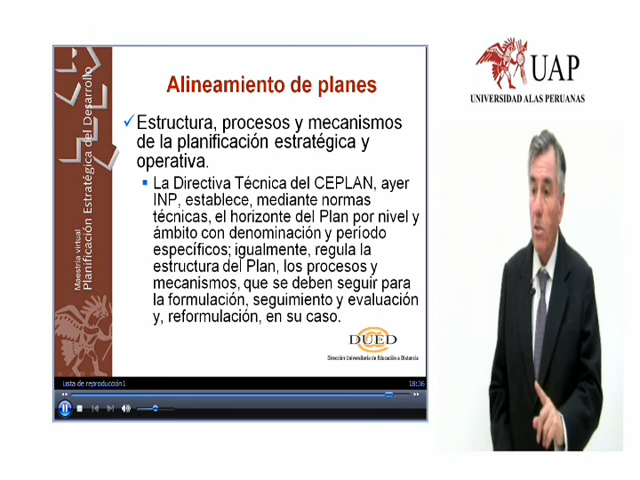 Alineamiento de planes
Estructura, procesos y mecanismos
de la planificación estratégica y
operativa.
La Directiva Técnica del CEPLAN, ayer
INP, establece, mediante normas
técnicas, el horizonte del Plan por nivel y
ámbito con denominación y período
específicos; igualmente, regula la
estructura del Plan, los procesos y
mecanismos, que se deben seguir para
la formulación, seguimiento y evaluación
y, reformulación, en su caso.
Maestría virtual
Planificación Estratégica del Desarrollo
DUED
Dirección Universitaria de Educación a Distancia
Lista de reproducción1 18:36
UAP
UNIVERSIDAD ALAS PERUANAS